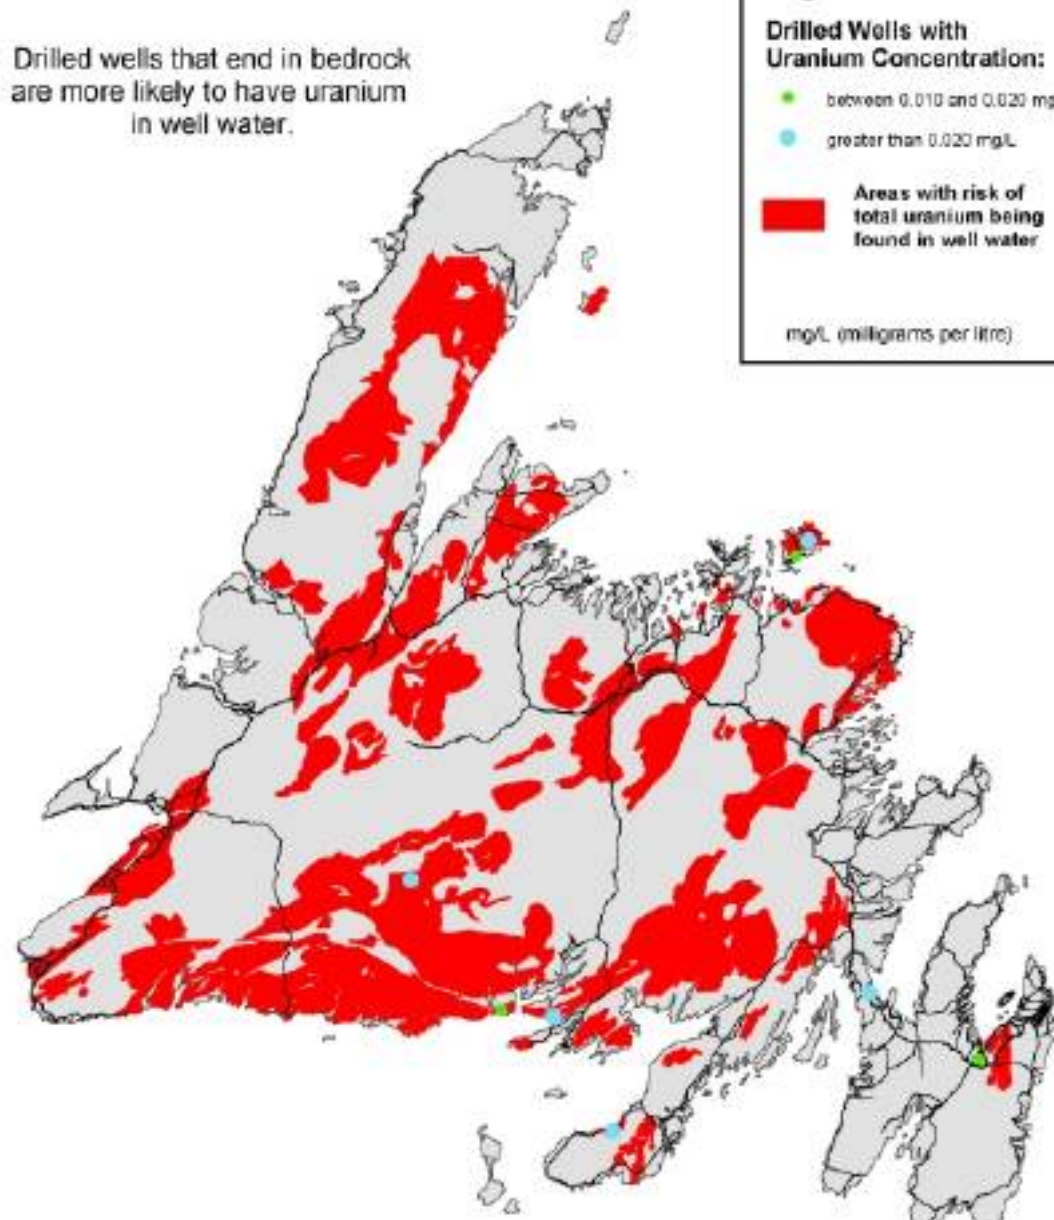 Drilled wells that end in bedrock
are more likely to have uranium
in well water.
Drilled Wells with
Uranium Concentration:
between 0.010 and 0.020 mg
greater than 0.020 mg/L
Areas with risk of
total uranium being
found in well water
mg/L (milligrams per litre)